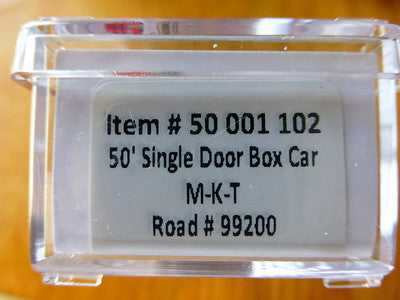 Item # 50 001 102
50' Single Door Box Car
M-K-T
Road # 99200